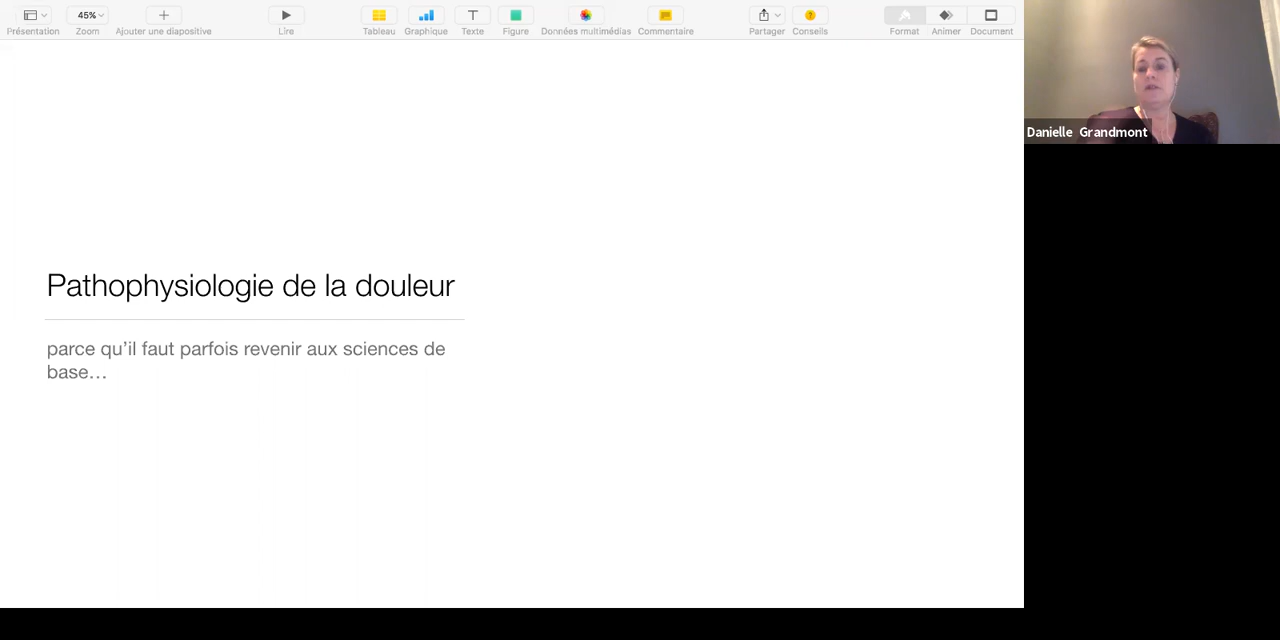 45%
Présentation Zoom Ajouter une diapositive Lire Tableau Graphique Texte Figure Données multimédias Commentaire Partager Conseils Format Animer Document
Danielle Grandmont
Pathophysiologie de la douleur
parce qu’il faut parfois revenir aux sciences de
base…